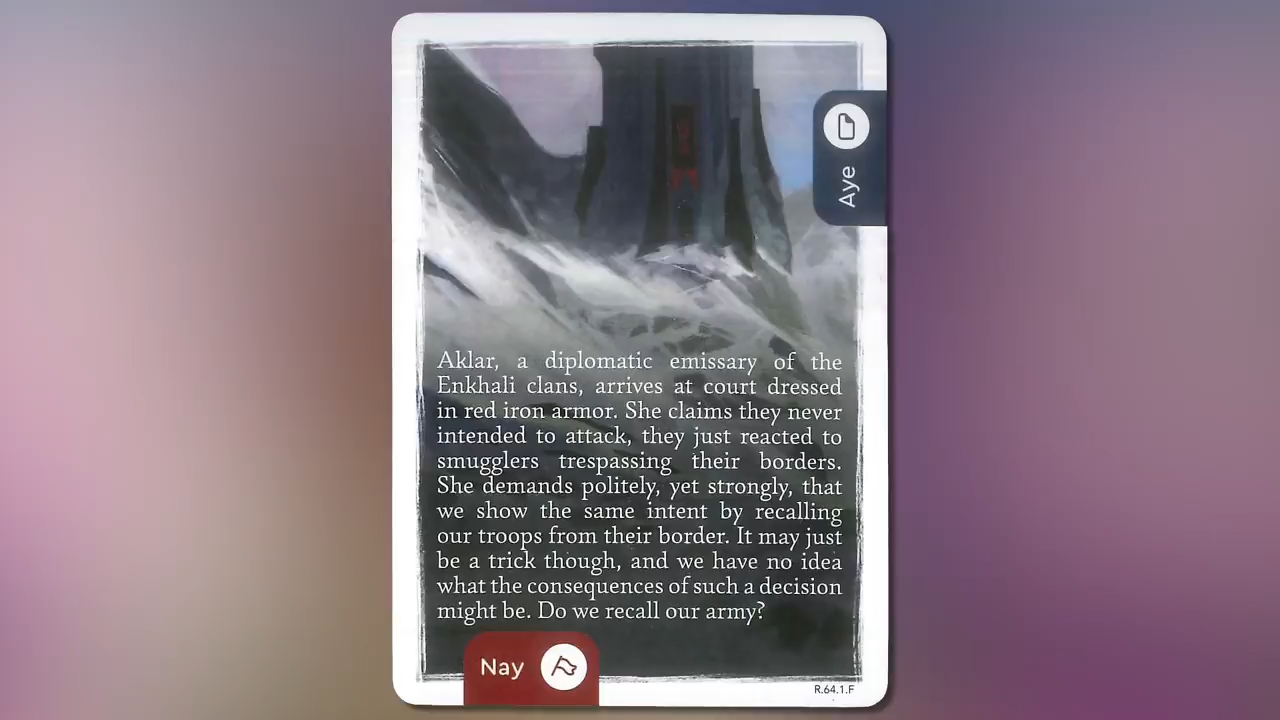 Aye
Aklar, a diplomatic emissary of the
Enkhali clans, arrives at court dressed
in red iron armor. She claims they never
intended to attack, they just reacted to
smugglers trespassing their borders.
She demands politely, yet strongly, that
we show the same intent by recalling
our troops from their border. It may just
be a trick though, and we have no idea
what the consequences of such a decision
might be. Do we recall our army?
Nay
R.64.1.F